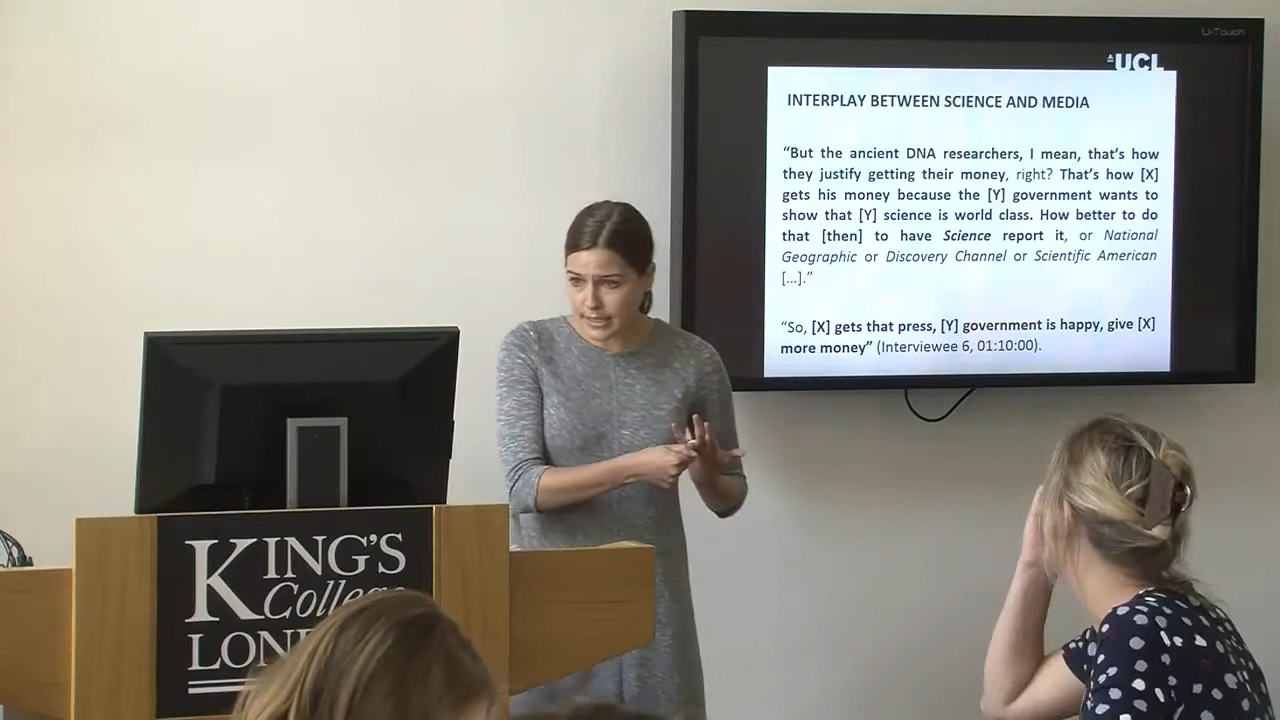 U-Touch
UCL
INTERPLAY BETWEEN SCIENCE AND MEDIA
“But the ancient DNA researchers, I mean, that’s how
they justify getting their money, right? That’s how [X]
gets his money because the [Y] government wants to
show that [Y] science is world class. How better to do
that [then] to have Science report it, or National
Geographic or Discovery Channel or Scientific American
[...].”
“So, [X] gets that press, [Y] government is happy, give [X]
more money” (Interviewee 6, 01:10:00).
KING’S
College
LON